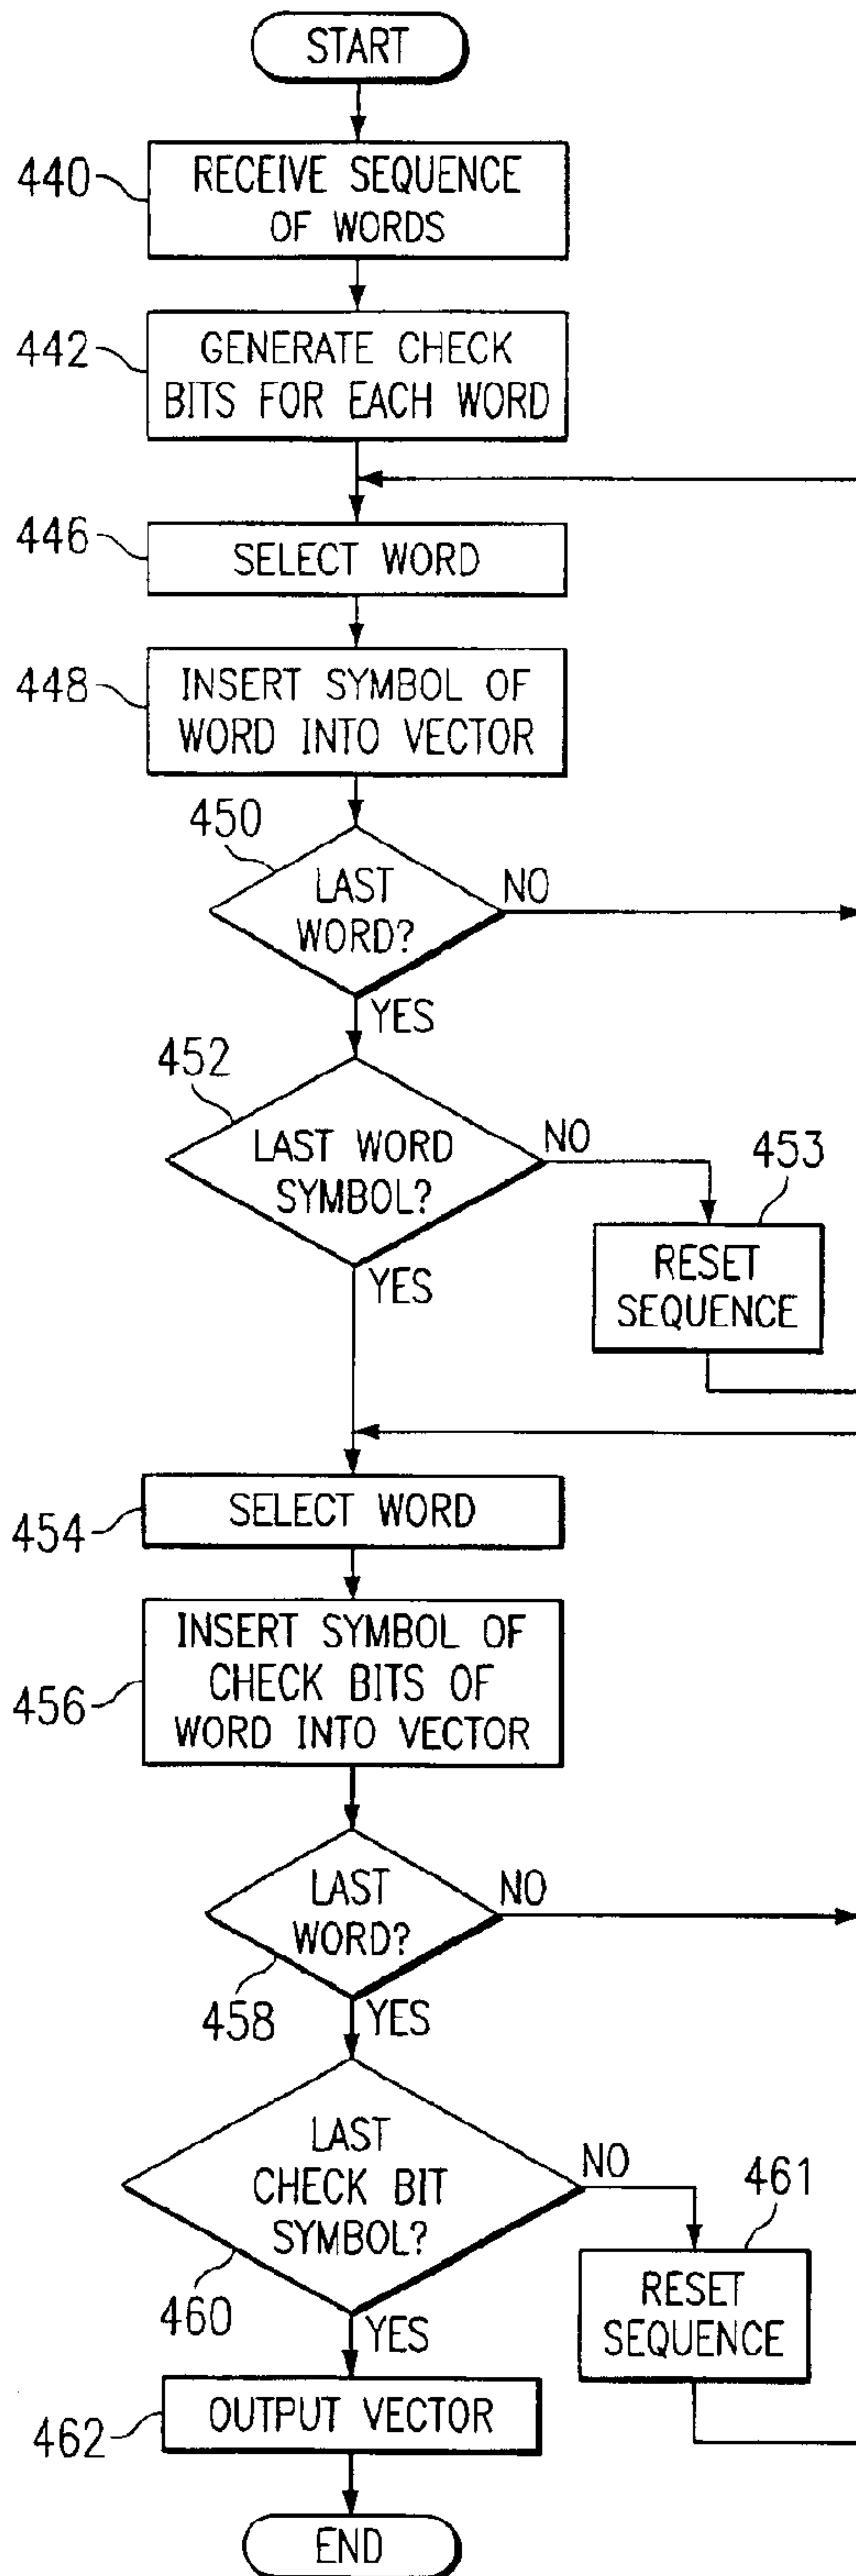 START
440
RECEIVE SEQUENCE
OF WORDS
442
GENERATE CHECK
BITS FOR EACH WORD
446
SELECT WORD
448
INSERT SYMBOL OF
WORD INTO VECTOR
450
LAST
WORD?
NO
YES
452
LAST WORD
SYMBOL?
NO
453
YES
RESET
SEQUENCE
454
SELECT WORD
456
INSERT SYMBOL OF
CHECK BITS OF
WORD INTO VECTOR
LAST
WORD?
NO
458
YES
LAST
CHECK BIT
SYMBOL?
NO
461
460
YES
RESET
SEQUENCE
462
OUTPUT VECTOR
END